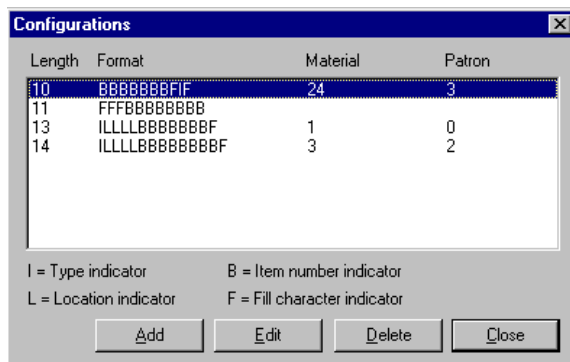 Configurations
Length Format Material Patron
10 BBBBBBBFIF 24 3
11 FFFBBBBBBBB
13 ILLLLBBBBBBBF 1 0
14 ILLLLBBBBBBBBF 3 2
I = Type indicator B = Item number indicator
L = Location indicator F = Fill character indicator
Add Edit Delete Close